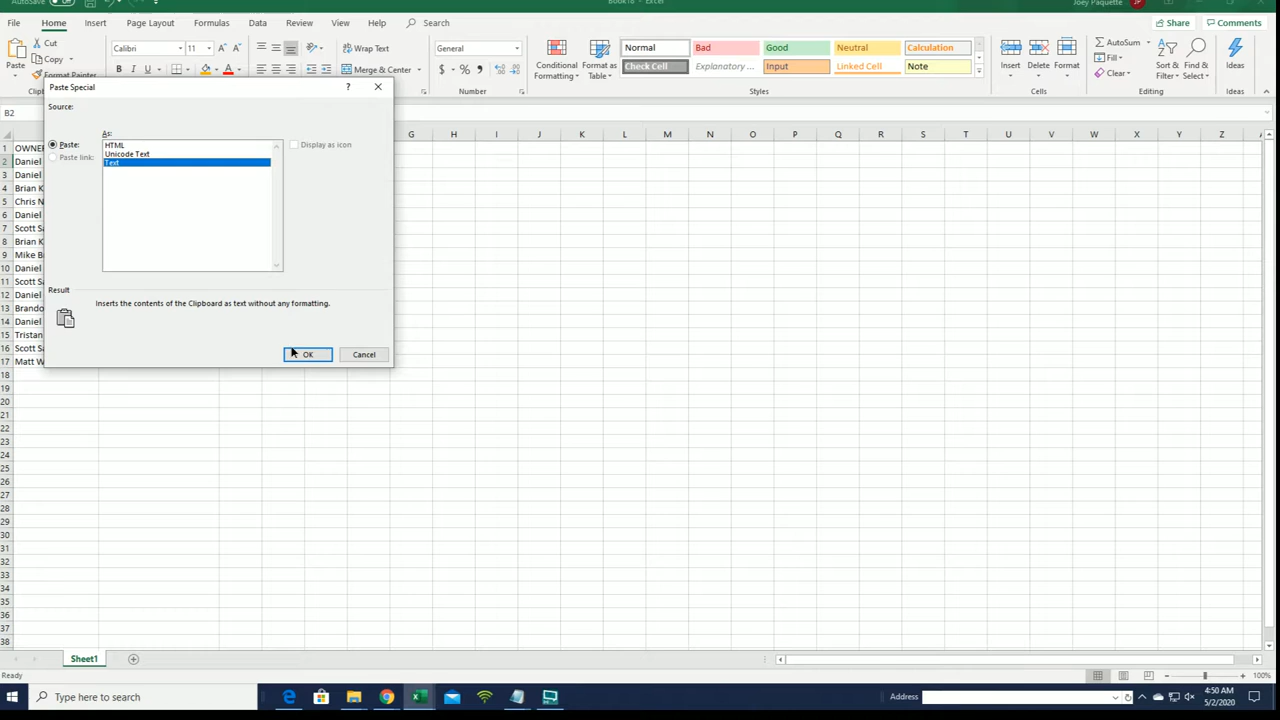 AutoSave
Book18 - Excel
Joey Paquette
JP
File Home Insert Page Layout Formulas Data Review View Help Search
Share Comments
Paste
Cut
Copy
Format Painter
Calibri 11
B I U
Wrap Text
Merge & Center
General
$ % 9
Number
Conditional Formatting
Format as Table
Normal Bad Good Neutral Calculation
Check Cell Explanatory ... Input Linked Cell Note
Styles
Insert Delete Format
Cells
AutoSum
Fill
Clear
Sort & Filter
Find & Select
Editing
Ideas
Ideas
B2
G H I J K L M N O P Q R S T U V W X Y Z
1 OWNE
2 Daniel
3 Daniel
4 Brian K
5 Chris N
6 Daniel
7 Scott Sa
8 Brian K
9 Mike B
10 Daniel
11 Scott Sa
12 Daniel
13 Brando
14 Daniel
15 Tristan
16 Scott Sa
17 Matt W
18
19
20
21
22
23
24
25
26
27
28
29
30
31
32
33
34
35
36
37
38
Paste Special
? ×
Source:
As:
Paste:
Paste link:
HTML
Unicode Text
Text
Display as icon
Result
Inserts the contents of the Clipboard as text without any formatting.
OK Cancel
Sheet1
Ready
100%
Type here to search
Address
4:50 AM
5/2/2020